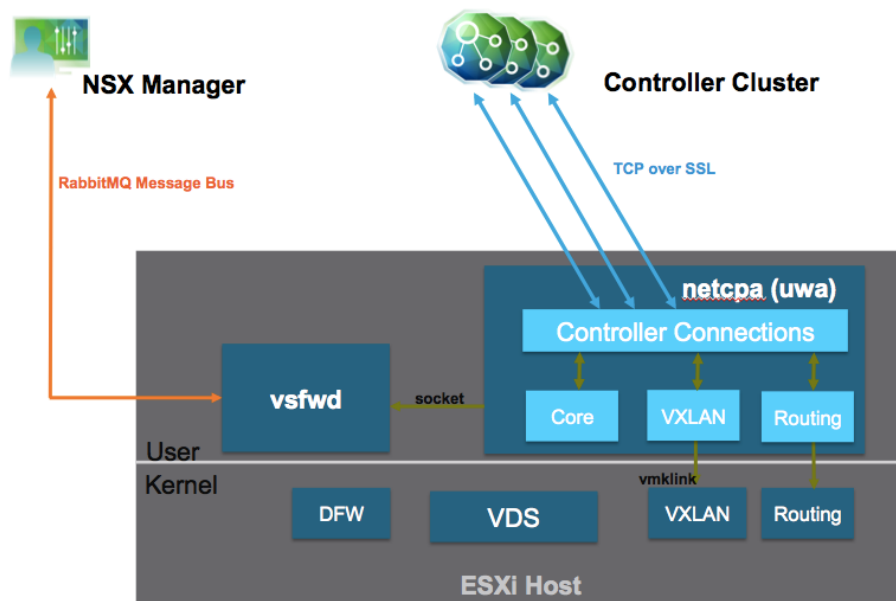 NSX Manager
Controller Cluster
RabbitMQ Message Bus
TCP over SSL
netcpa (uwa)
Controller Connections
vsfwd
socket
Core
VXLAN
Routing
User
Kernel
vmklink
DFW
VDS
VXLAN
Routing
ESXi Host